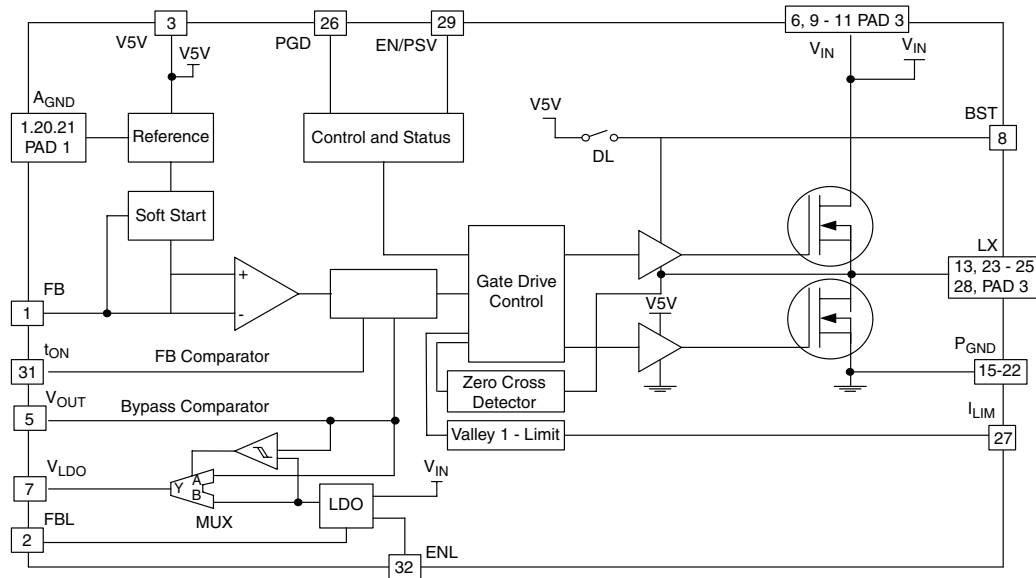 3
26
29
6, 9 - 11 PAD 3
V5V
PGD
EN/PSV
VIN
VIN
V5V
AGND
1.20.21
PAD 1
Reference
Control and Status
V5V
DL
BST
8
Soft Start
Gate Drive
Control
LX
13, 23 - 25
28, PAD 3
FB
1
+
-
V5V
tON
31
FB Comparator
PGND
15-22
Zero Cross
Detector
VOUT
5
Bypass Comparator
Valley 1 - Limit
ILIM
27
VLDO
7
Y
A
B
MUX
VIN
LDO
FBL
2
32
ENL